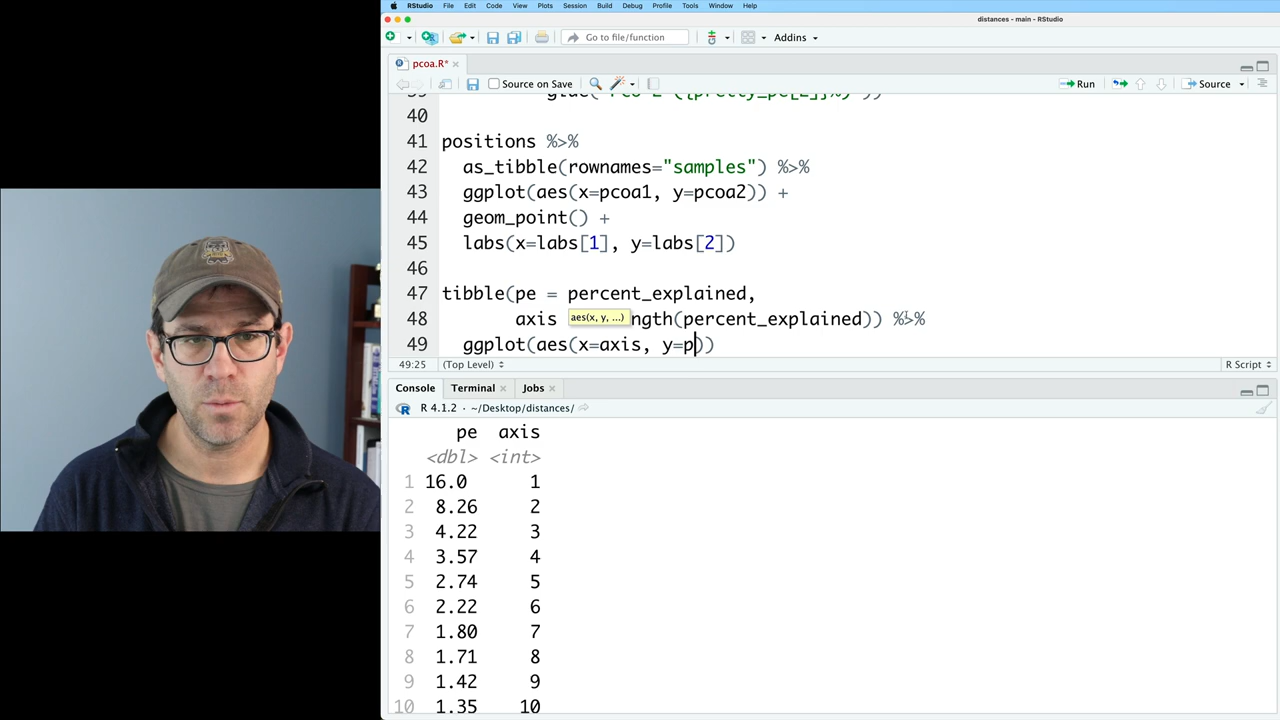 RStudio File Edit Code View Plots Session Build Debug Profile Tools Window Help
distances - main - RStudio
Go to file/function Addins
pcoa.R*
Source on Save Run Source
40
41 positions %>%
42 as_tibble(rownames="samples") %>%
43 ggplot(aes(x=pcoa1, y=pcoa2)) +
44 geom_point() +
45 labs(x=labs[1], y=labs[2])
46
47 tibble(pe = percent_explained,
aes(x, y, ...)
48 axis ngth(percent_explained)) %>%
49 ggplot(aes(x=axis, y=p))
49:25 (Top Level) R Script
Console Terminal Jobs
R 4.1.2 · ~/Desktop/distances/
pe axis
<dbl> <int>
1 16.0 1
2 8.26 2
3 4.22 3
4 3.57 4
5 2.74 5
6 2.22 6
7 1.80 7
8 1.71 8
9 1.42 9
10 1.35 10